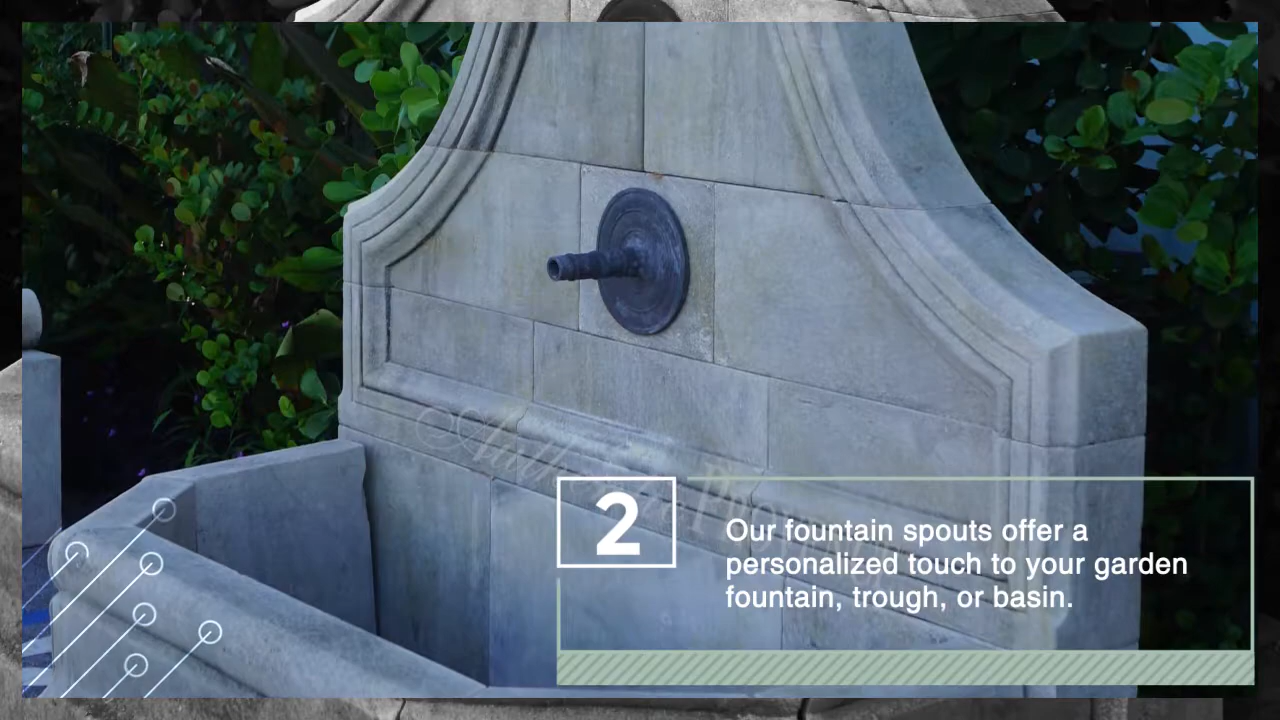 2
Our fountain spouts offer a
personalized touch to your garden
fountain, trough, or basin.